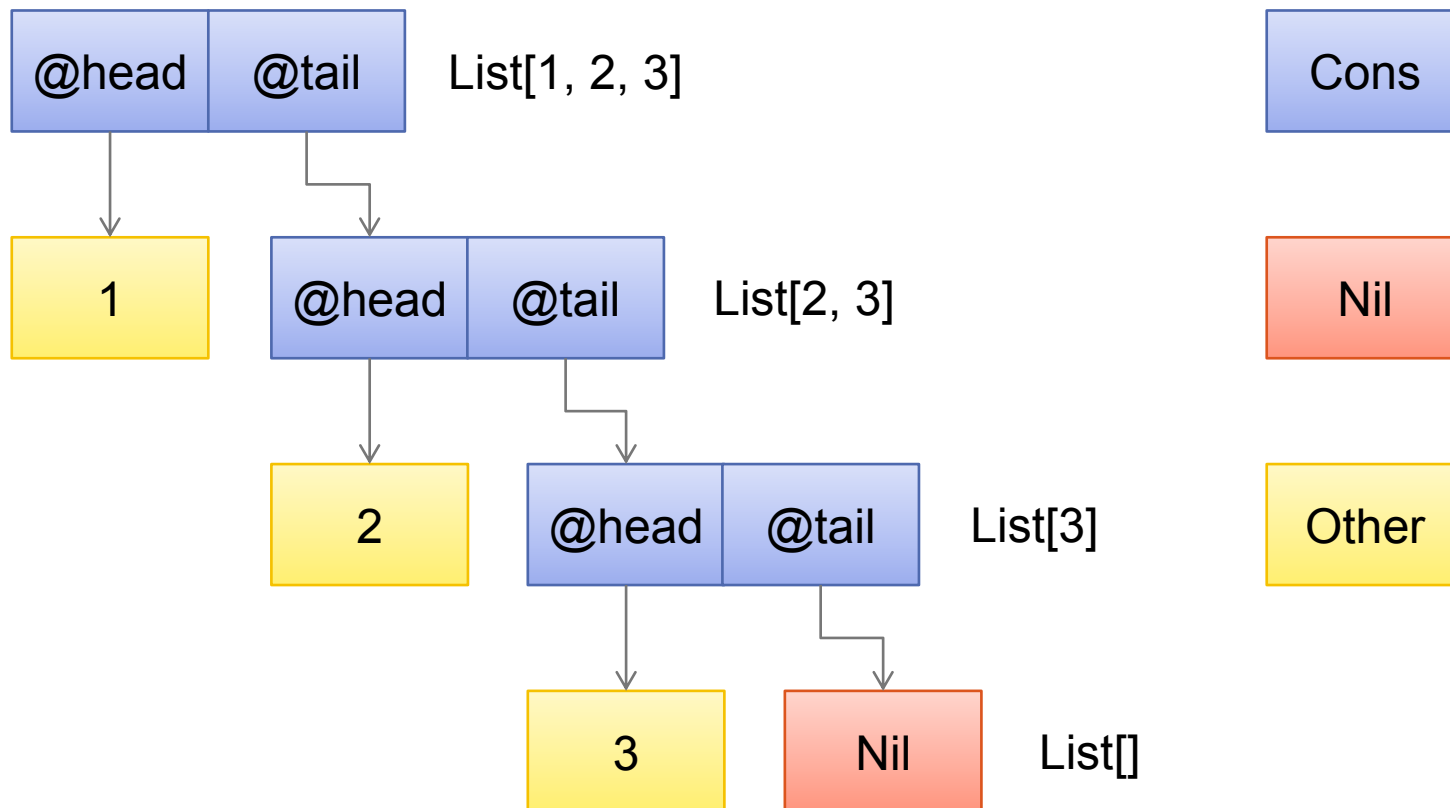 @head @tail List[1, 2, 3] Cons
1 @head @tail List[2, 3] Nil
2 @head @tail List[3] Other
3 Nil List[]